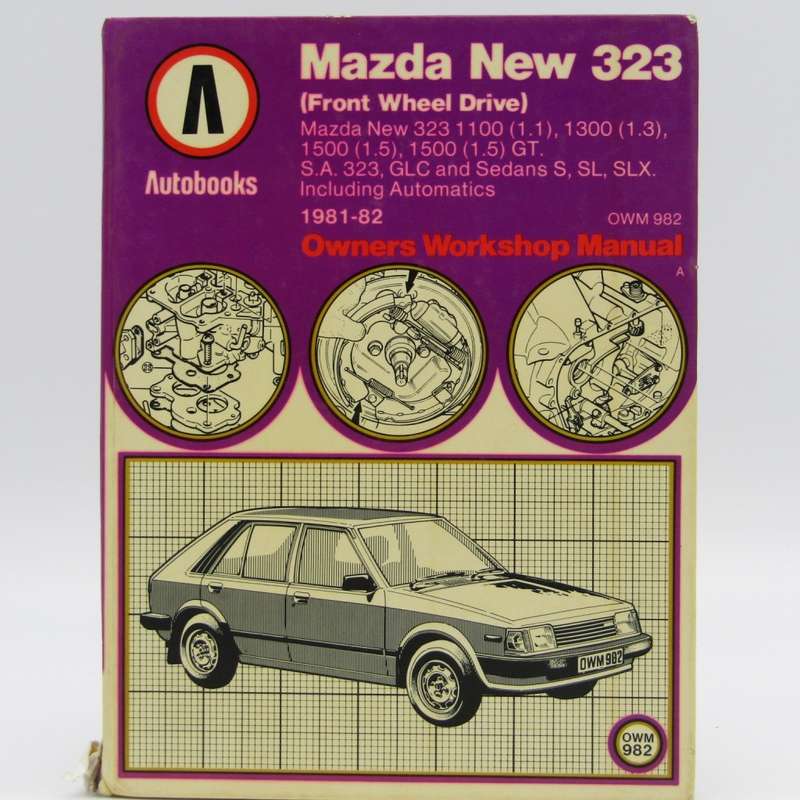 Mazda New 323
(Front Wheel Drive)
Mazda New 323 1100 (1.1), 1300 (1.3),
1500 (1.5), 1500 (1.5) GT.
S.A. 323, GLC and Sedans S, SL, SLX.
Including Automatics
1981-82
OWM 982
Owners Workshop Manual
A
Autobooks
OWM 982
OWM
982